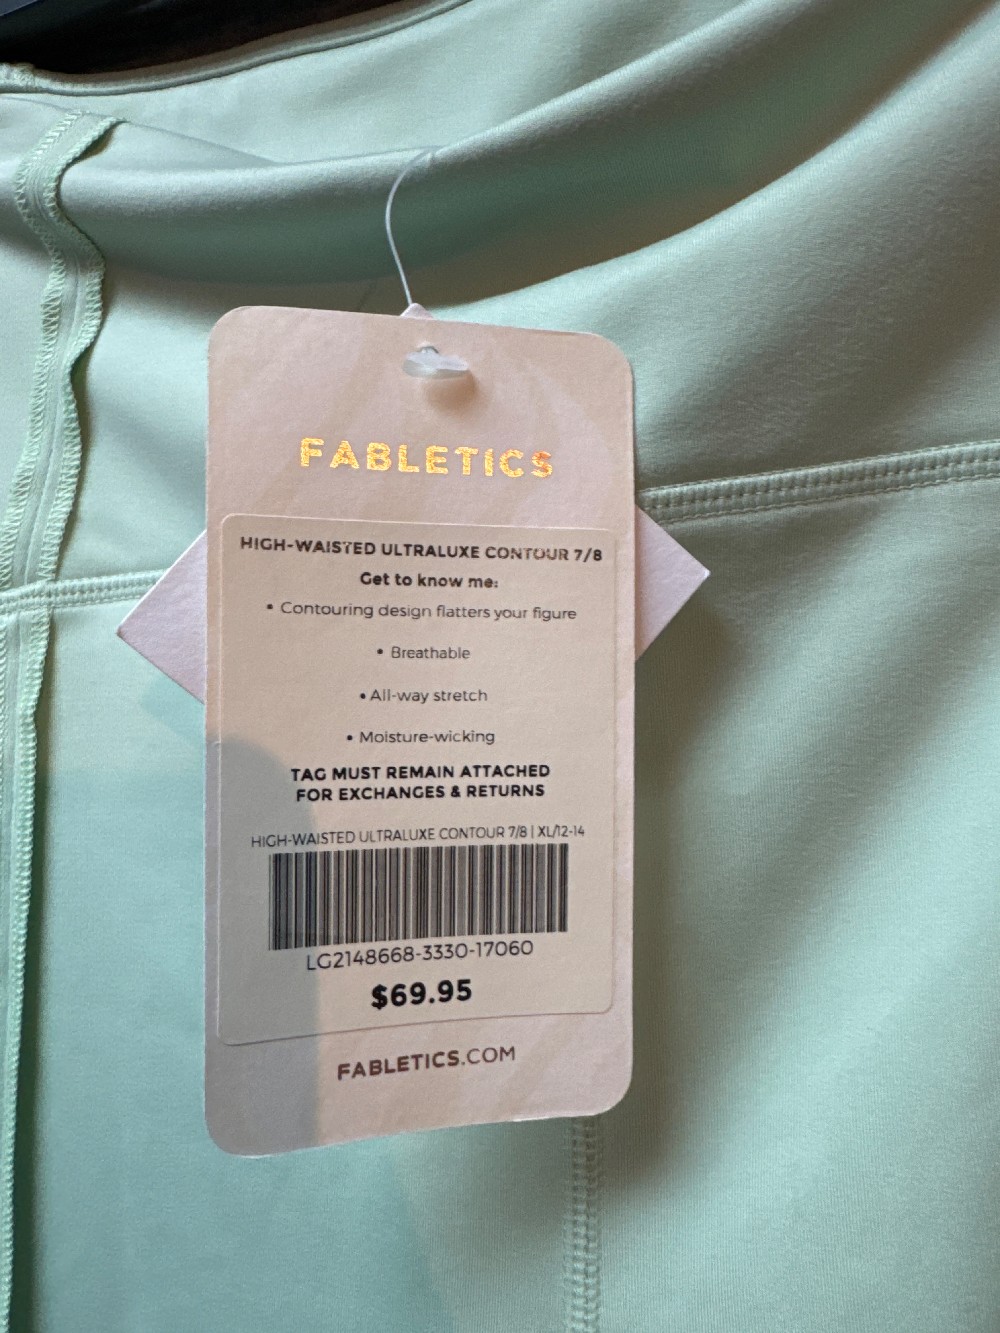 FABLETICS
HIGH-WAISTED ULTRALUXE CONTOUR 7/8
Get to know me:
• Contouring design flatters your figure
• Breathable
• All-way stretch
• Moisture-wicking
TAG MUST REMAIN ATTACHED
FOR EXCHANGES & RETURNS
HIGH-WAISTED ULTRALUXE CONTOUR 7/8 | XL/12-14
LG2148668-3330-17060
$69.95
FABLETICS.COM